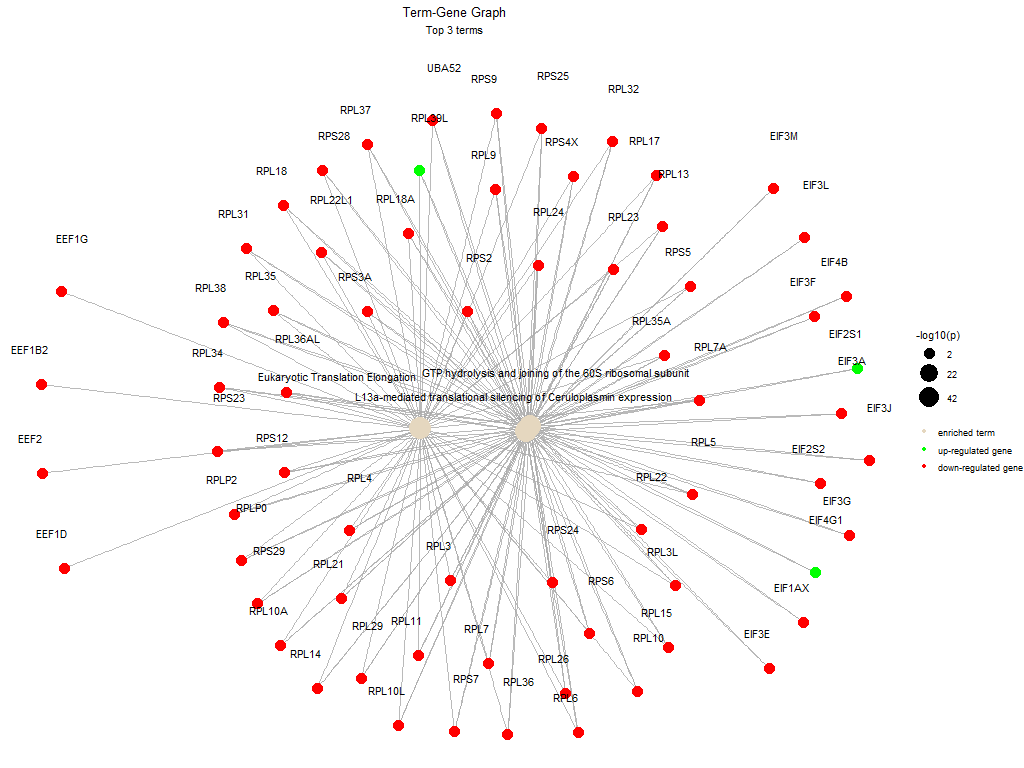 Term-Gene Graph
Top 3 terms
UBA52
RPS9
RPS25
RPL32
RPL37
RPL39L
RPS28
RPS4X
RPL17
EIF3M
RPL9
RPL18
RPL13
EIF3L
RPL22L1
RPL18A
RPL31
RPL24
RPL23
EEF1G
RPS2
RPS5
EIF4B
RPL35
RPS3A
EIF3F
RPL38
RPL35A
EIF2S1
-log10(p)
RPL36AL
RPL34
RPL7A
EEF1B2
2
EIF3A
Eukaryotic Translation Elongation
GTP hydrolysis and joining of the 60S ribosomal subunit
22
RPS23
L13a-mediated translational silencing of Ceruloplasmin expression
42
EIF3J
enriched term
EEF2
RPS12
RPL5
EIF2S2
up-regulated gene
down-regulated gene
RPLP2
RPL4
RPL22
RPLP0
EIF3G
EIF4G1
EEF1D
RPS24
RPL3
RPS29
RPL3L
RPL21
RPS6
EIF1AX
RPL10A
RPL15
RPL29
RPL11
RPL7
EIF3E
RPL10
RPL14
RPL26
RPS7
RPL36
RPL10L
RPL6